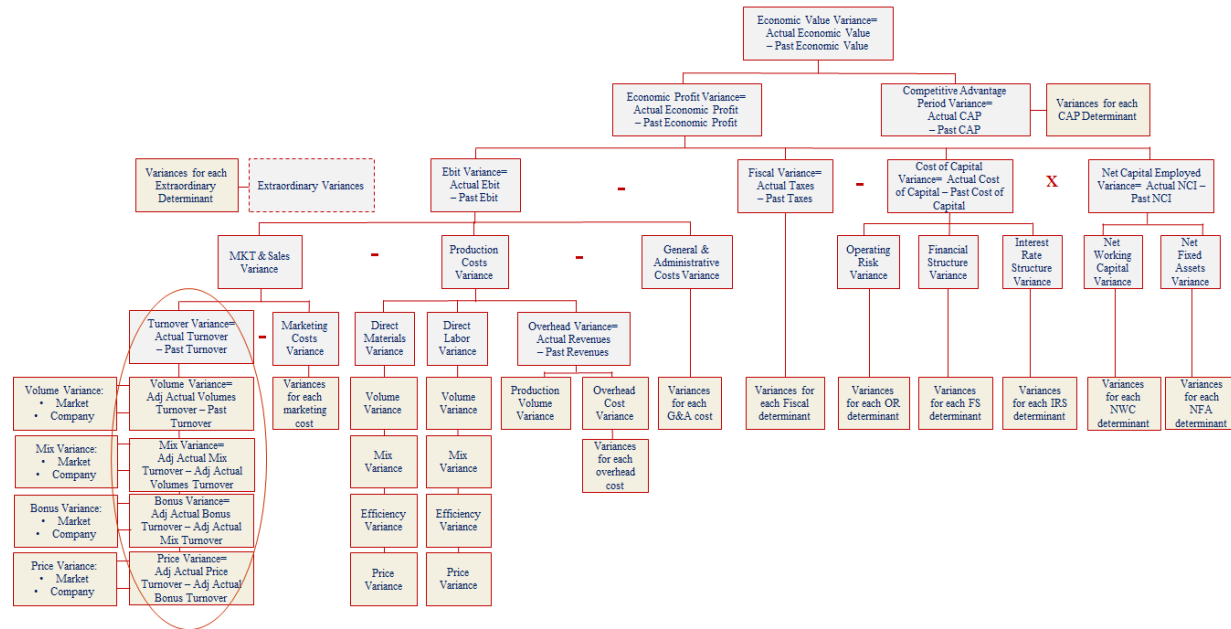 Economic Value Variance=
Actual Economic Value
– Past Economic Value
Economic Profit Variance=
Actual Economic Profit
– Past Economic Profit
Competitive Advantage
Period Variance=
Actual CAP
– Past CAP
Variances for each
CAP Determinant
Variances for each
Extraordinary
Determinant
Extraordinary Variances
Ebit Variance=
Actual Ebit
– Past Ebit
-
Fiscal Variance=
Actual Taxes
– Past Taxes
-
Cost of Capital
Variance= Actual Cost
of Capital – Past Cost of
Capital
x
Net Capital Employed
Variance= Actual NCI –
Past NCI
MKT & Sales
Variance
-
Production
Costs
Variance
-
General &
Administrative
Costs Variance
Operating
Risk
Variance
Financial
Structure
Variance
Interest
Rate
Structure
Variance
Net
Working
Capital
Variance
Net
Fixed
Assets
Variance
Turnover Variance=
Actual Turnover
– Past Turnover
-
Marketing
Costs
Variance
Direct
Materials
Variance
Direct
Labor
Variance
Overhead Variance=
Actual Revenues
– Past Revenues
Volume Variance:
• Market
• Company
Volume Variance=
Adj Actual Volumes
Turnover – Past
Turnover
Variances
for each
marketing
cost
Volume
Variance
Volume
Variance
Production
Volume
Variance
Overhead
Cost
Variance
Variances
for each
G&A cost
Variances for
each Fiscal
determinant
Variances for
each OR
determinant
Variances for
each FS
determinant
Variances for
each IRS
determinant
Variances for
each
NWC
determinant
Variances
for each
NFA
determinant
Mix Variance:
• Market
• Company
Mix Variance=
Adj Actual Mix
Turnover – Adj Actual
Volumes Turnover
Mix
Variance
Mix
Variance
Variances
for each
overhead
cost
Bonus Variance:
• Market
• Company
Bonus Variance=
Adj Actual Bonus
Turnover – Adj Actual
Mix Turnover
Efficiency
Variance
Efficiency
Variance
Price Variance:
• Market
• Company
Price Variance=
Adj Actual Price
Turnover – Adj Actual
Bonus Turnover
Price
Variance
Price
Variance